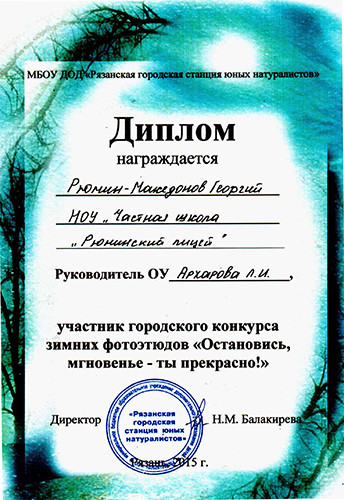 МБОУ ДОД «Рязанская городская станция юных натуралистов»
Диплом
награждается
Рюмин-Македонов Георгий
НОУ „Частная школа
„Рюминский лицей"
Руководитель ОУ Архарова Л.И. ,
участник городского конкурса
зимних фотоэтюдов «Остановись,
мгновенье - ты прекрасно!»
Директор
«Рязанская
городская
станция юных
натуралистов»
Н.М. Балакирева
Рязань, 2015 г.